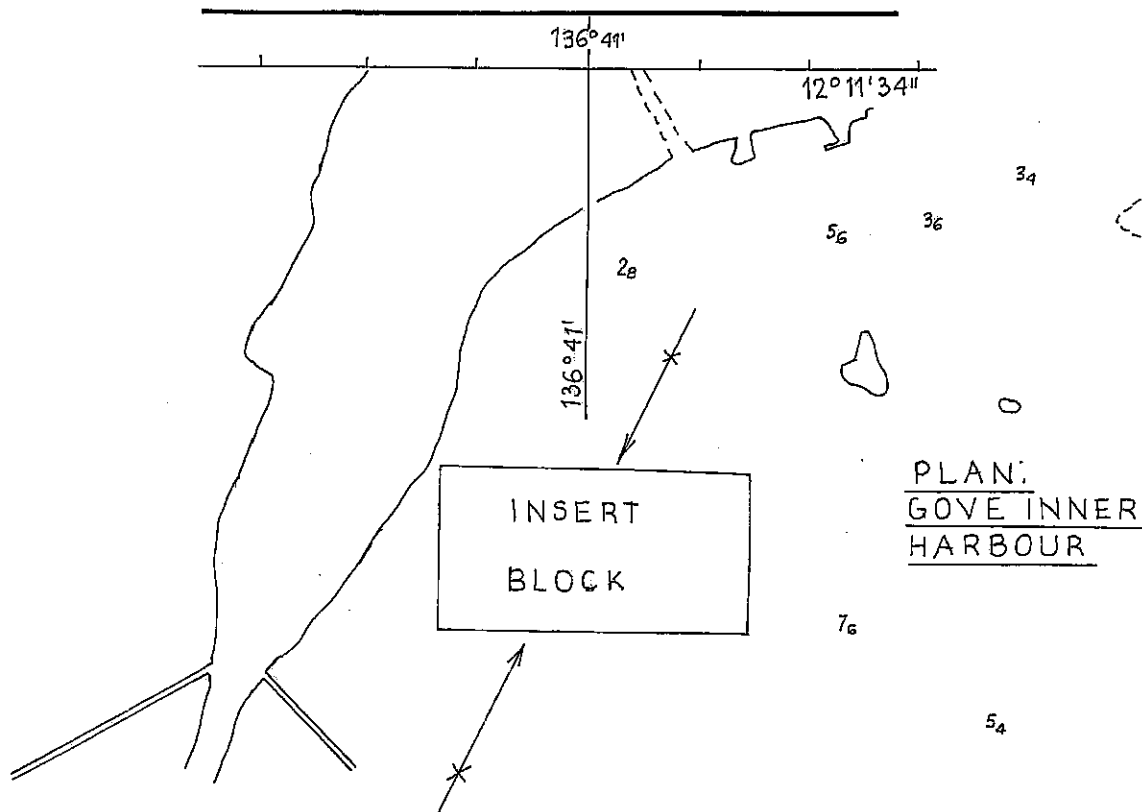 136°41'
12°11'34"
3₄
5₆ 3₆
2₈
136°41'
INSERT
BLOCK
PLAN:
GOVE INNER
HARBOUR
7₆
5₄